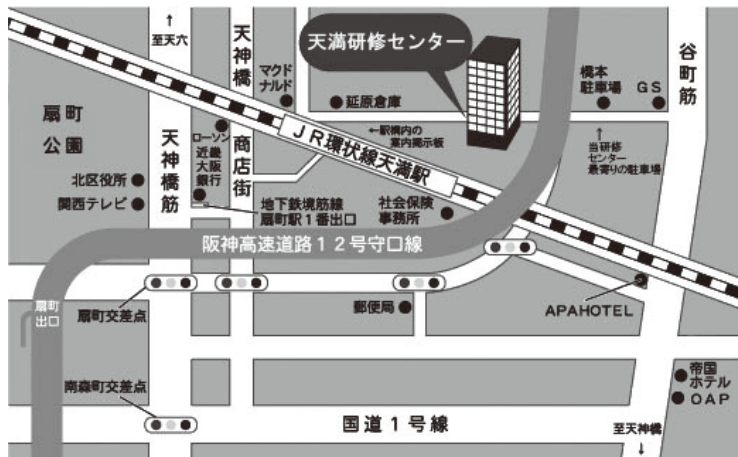 ↑
至天六
天神橋
商店街
マクド
ナルド
天満研修センター
延原倉庫
橋本
駐車場
GS
谷町筋
扇町
公園
天神橋筋
ローソン
近畿
大阪
銀行
JR環状線天満駅
←駅構内の
案内掲示板
↑
当研修
センター
最寄りの駐車場
北区役所
関西テレビ
地下鉄境筋線
扇町駅1番出口
社会保険
事務所
阪神高速道路12号守口線
扇町
出口
扇町交差点
郵便局
APAHOTEL
南森町交差点
国道1号線
帝国
ホテル
OAP
至天神橋
↓